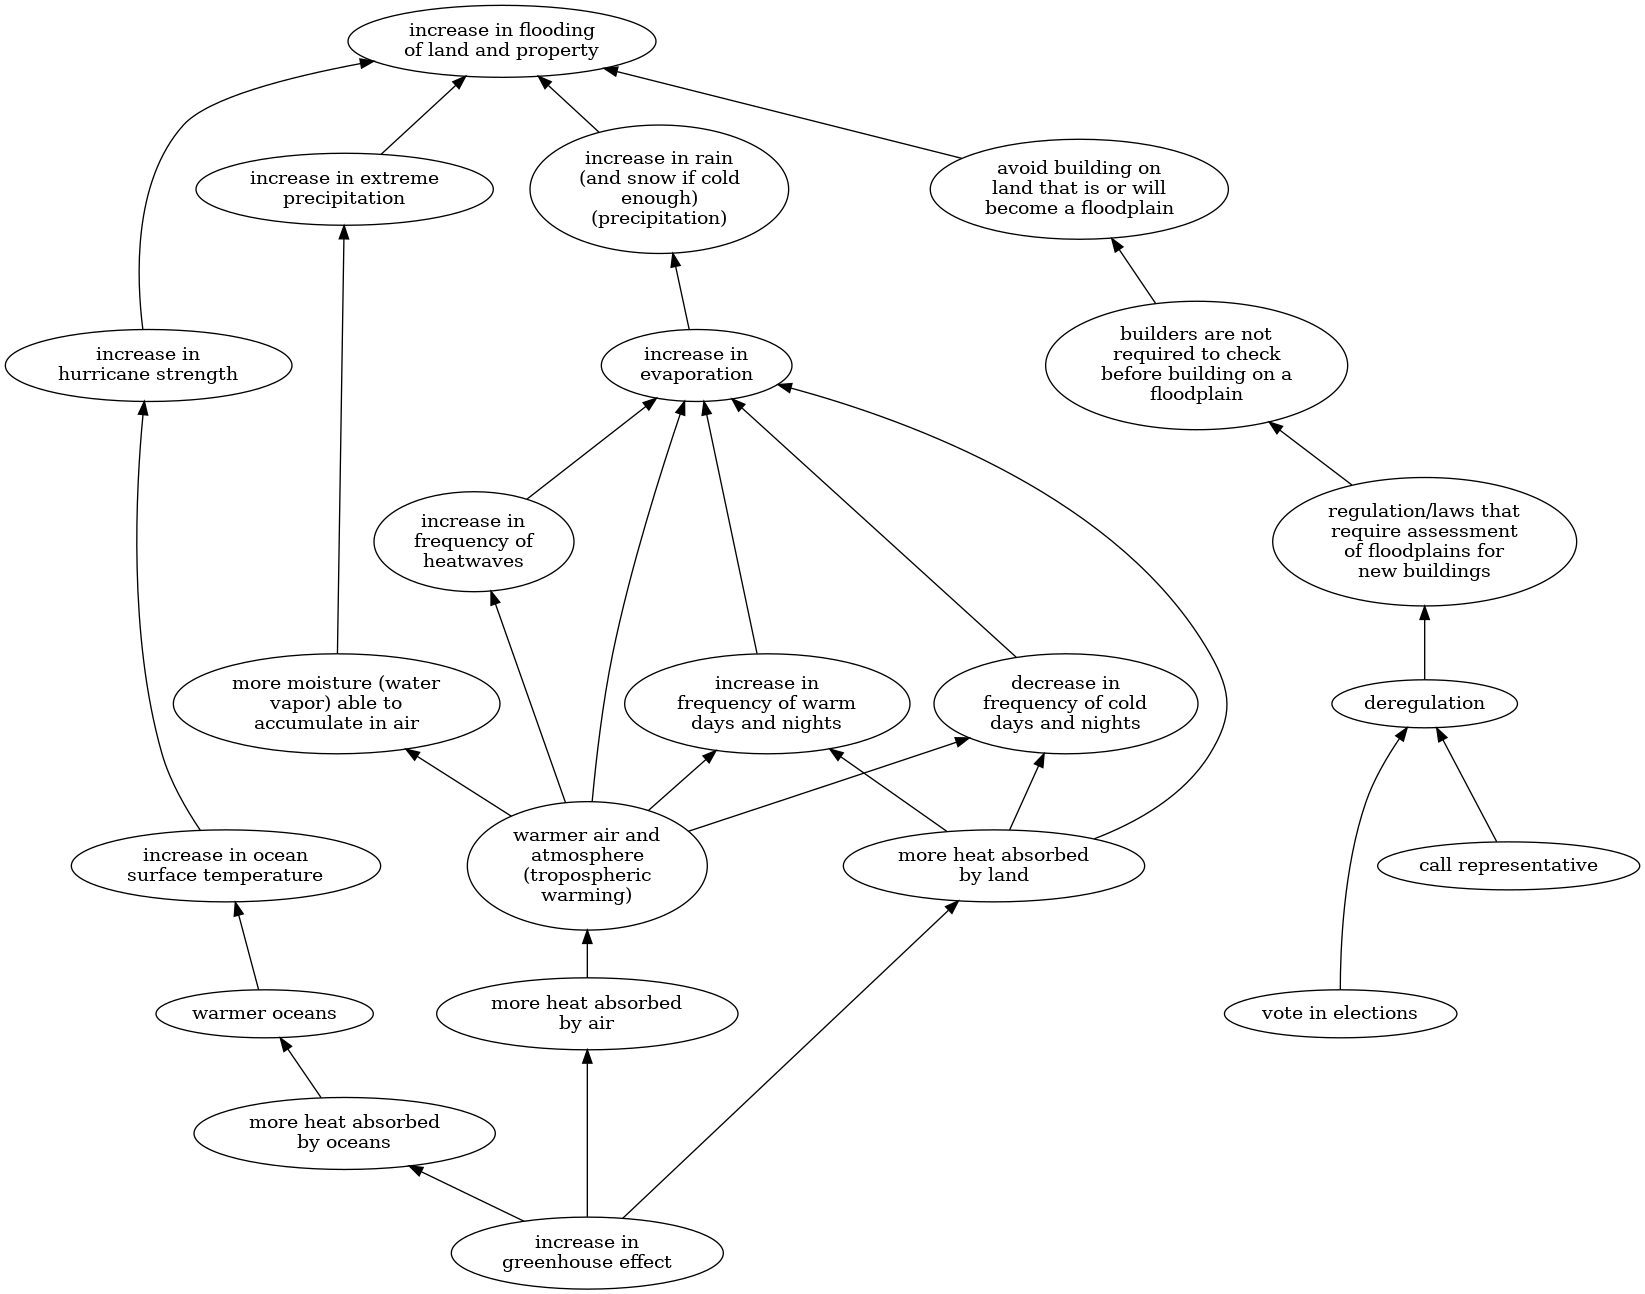 increase in flooding
of land and property
increase in extreme
precipitation
increase in rain
(and snow if cold
enough)
(precipitation)
avoid building on
land that is or will
become a floodplain
increase in
hurricane strength
increase in
evaporation
builders are not
required to check
before building on a
floodplain
increase in
frequency of
heatwaves
regulation/laws that
require assessment
of floodplains for
new buildings
more moisture (water
vapor) able to
accumulate in air
increase in
frequency of warm
days and nights
decrease in
frequency of cold
days and nights
deregulation
increase in ocean
surface temperature
warmer air and
atmosphere
(tropospheric
warming)
more heat absorbed
by land
call representative
warmer oceans
more heat absorbed
by air
vote in elections
more heat absorbed
by oceans
increase in
greenhouse effect